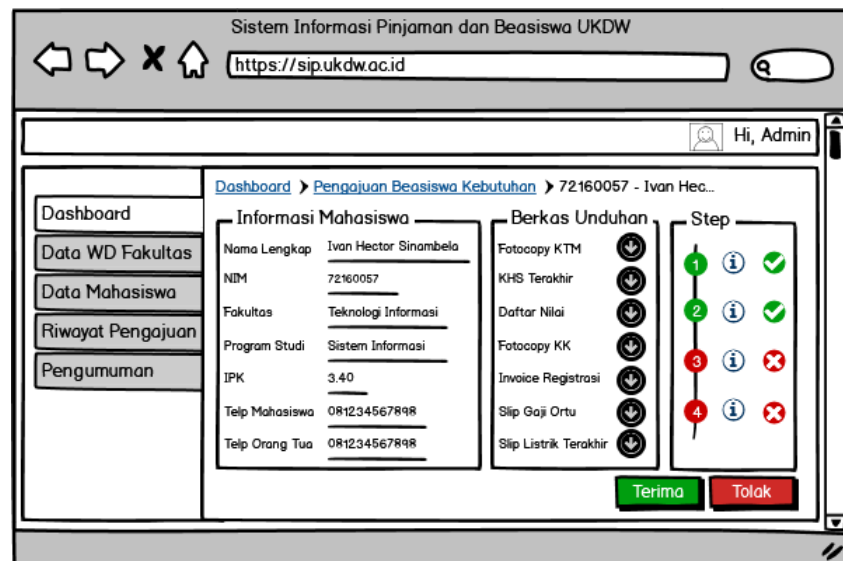 Sistem Informasi Pinjaman dan Beasiswa UKDW
https://sip.ukdw.ac.id
Hi, Admin
Dashboard
Data WD Fakultas
Data Mahasiswa
Riwayat Pengajuan
Pengumuman
Dashboard > Pengajuan Beasiswa Kebutuhan > 72160057 - Ivan Hec...
Informasi Mahasiswa
Nama Lengkap Ivan Hector Sinambela
NIM 72160057
Fakultas Teknologi Informasi
Program Studi Sistem Informasi
IPK 3.40
Telp Mahasiswa 081234567898
Telp Orang Tua 081234567898
Berkas Unduhan
Fotocopy KTM
KHS Terakhir
Daftar Nilai
Fotocopy KK
Invoice Registrasi
Slip Gaji Ortu
Slip Listrik Terakhir
Step
1 i
2 i
3 i
4 i
Terima
Tolak